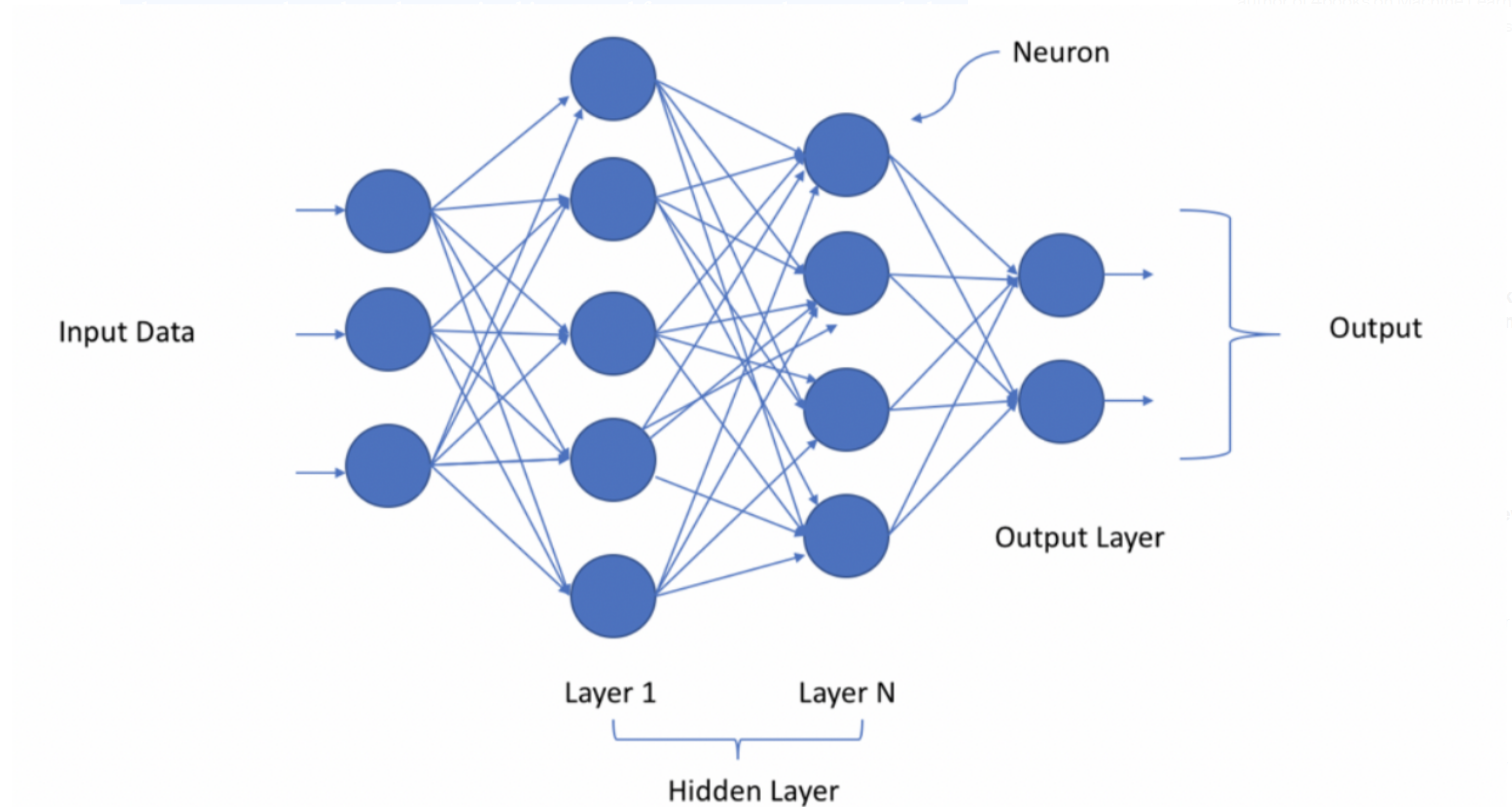 Neuron
Input Data
Output
Output Layer
Layer 1
Layer N
Hidden Layer